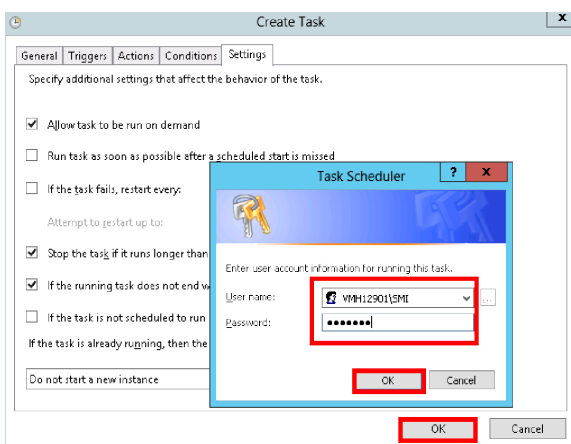 Create Task
x
General Triggers Actions Conditions Settings
Specify additional settings that affect the behavior of the task.
Allow task to be run on demand
Run task as soon as possible after a scheduled start is missed
If the task fails, restart every:
Attempt to restart up to:
Stop the task if it runs longer than
If the running task does not end w
If the task is not scheduled to run
If the task is already running, then the
Do not start a new instance
OK Cancel
Task Scheduler
? x
Enter user account information for running this task.
User name: VMH12901\SMI
...
Password: •••••••
OK Cancel